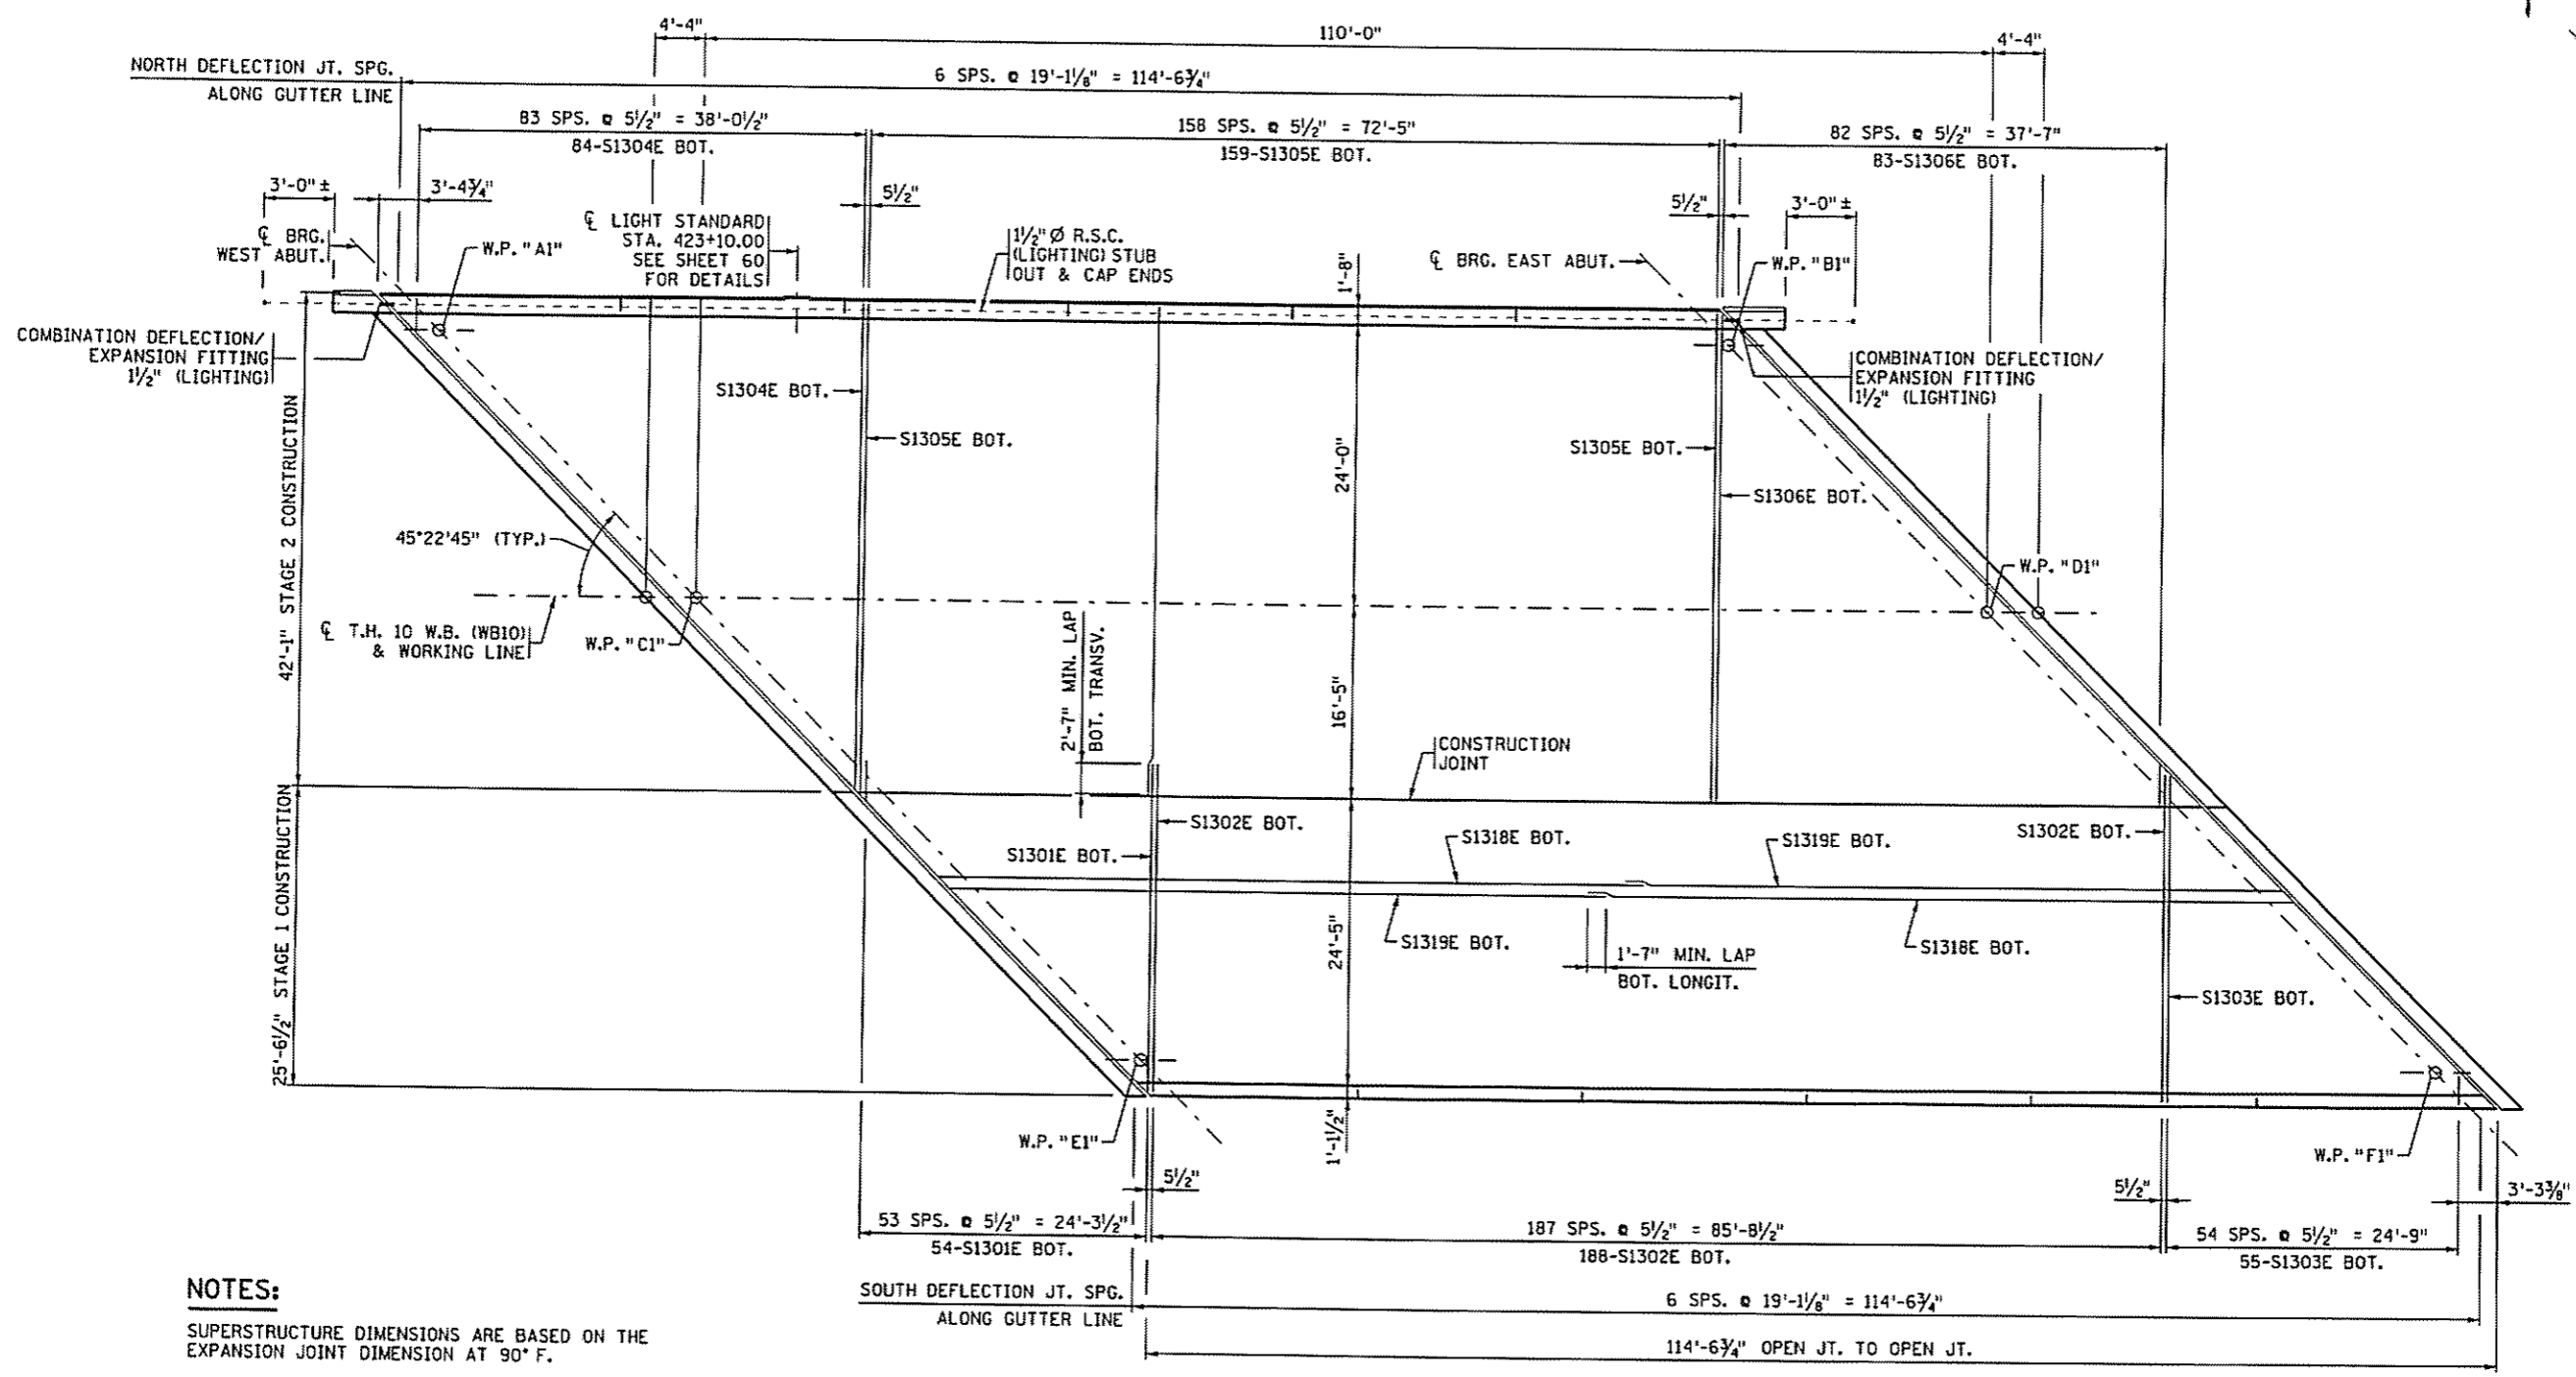 4'-4"
110'-0"
4'-4"
NORTH DEFLECTION JT. SPG.
ALONG GUTTER LINE
6 SPS. @ 19'-1⅛" = 114'-6¾"
83 SPS. @ 5½" = 38'-0½"
84-S1304E BOT.
158 SPS. @ 5½" = 72'-5"
159-S1305E BOT.
82 SPS. @ 5½" = 37'-7"
83-S1306E BOT.
3'-0" ±
3'-4¾"
5½"
5½"
3'-0" ±
℄ BRG.
WEST ABUT.
W.P. "A1"
℄ LIGHT STANDARD
STA. 423+10.00
SEE SHEET 60
FOR DETAILS
1½" Ø R.S.C.
(LIGHTING) STUB
OUT & CAP ENDS
1'-8"
℄ BRG. EAST ABUT.
W.P. "B1"
COMBINATION DEFLECTION/
EXPANSION FITTING
1½" (LIGHTING)
COMBINATION DEFLECTION/
EXPANSION FITTING
1½" (LIGHTING)
S1304E BOT.
S1305E BOT.
24'-0"
S1305E BOT.
S1306E BOT.
42'-1" STAGE 2 CONSTRUCTION
45°22'45" (TYP.)
W.P. "D1"
℄ T.H. 10 W.B. (WB10)
& WORKING LINE
W.P. "C1"
2'-7" MIN. LAP
BOT. TRANSV.
16'-5"
CONSTRUCTION
JOINT
25'-6½" STAGE 1 CONSTRUCTION
S1302E BOT.
S1301E BOT.
S1318E BOT.
S1319E BOT.
S1302E BOT.
24'-5"
S1319E BOT.
1'-7" MIN. LAP
BOT. LONGIT.
S1318E BOT.
S1303E BOT.
W.P. "E1"
1'-1½"
W.P. "F1"
5½"
5½"
3'-3⅜"
53 SPS. @ 5½" = 24'-3½"
54-S1301E BOT.
187 SPS. @ 5½" = 85'-8½"
188-S1302E BOT.
54 SPS. @ 5½" = 24'-9"
55-S1303E BOT.
SOUTH DEFLECTION JT. SPG.
ALONG GUTTER LINE
6 SPS. @ 19'-1⅛" = 114'-6¾"
114'-6¾" OPEN JT. TO OPEN JT.
NOTES:
SUPERSTRUCTURE DIMENSIONS ARE BASED ON THE
EXPANSION JOINT DIMENSION AT 90° F.